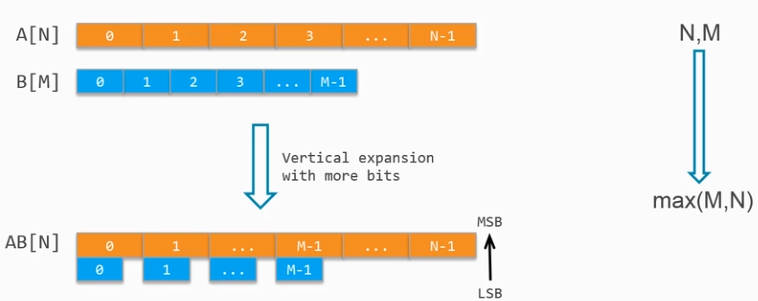 A[N] 0 1 2 3 ... N-1
N,M
B[M] 0 1 2 3 ... M-1
Vertical expansion
with more bits
max(M,N)
MSB
AB[N] 0 1 ... M-1 ... N-1
0 1 ... M-1
LSB